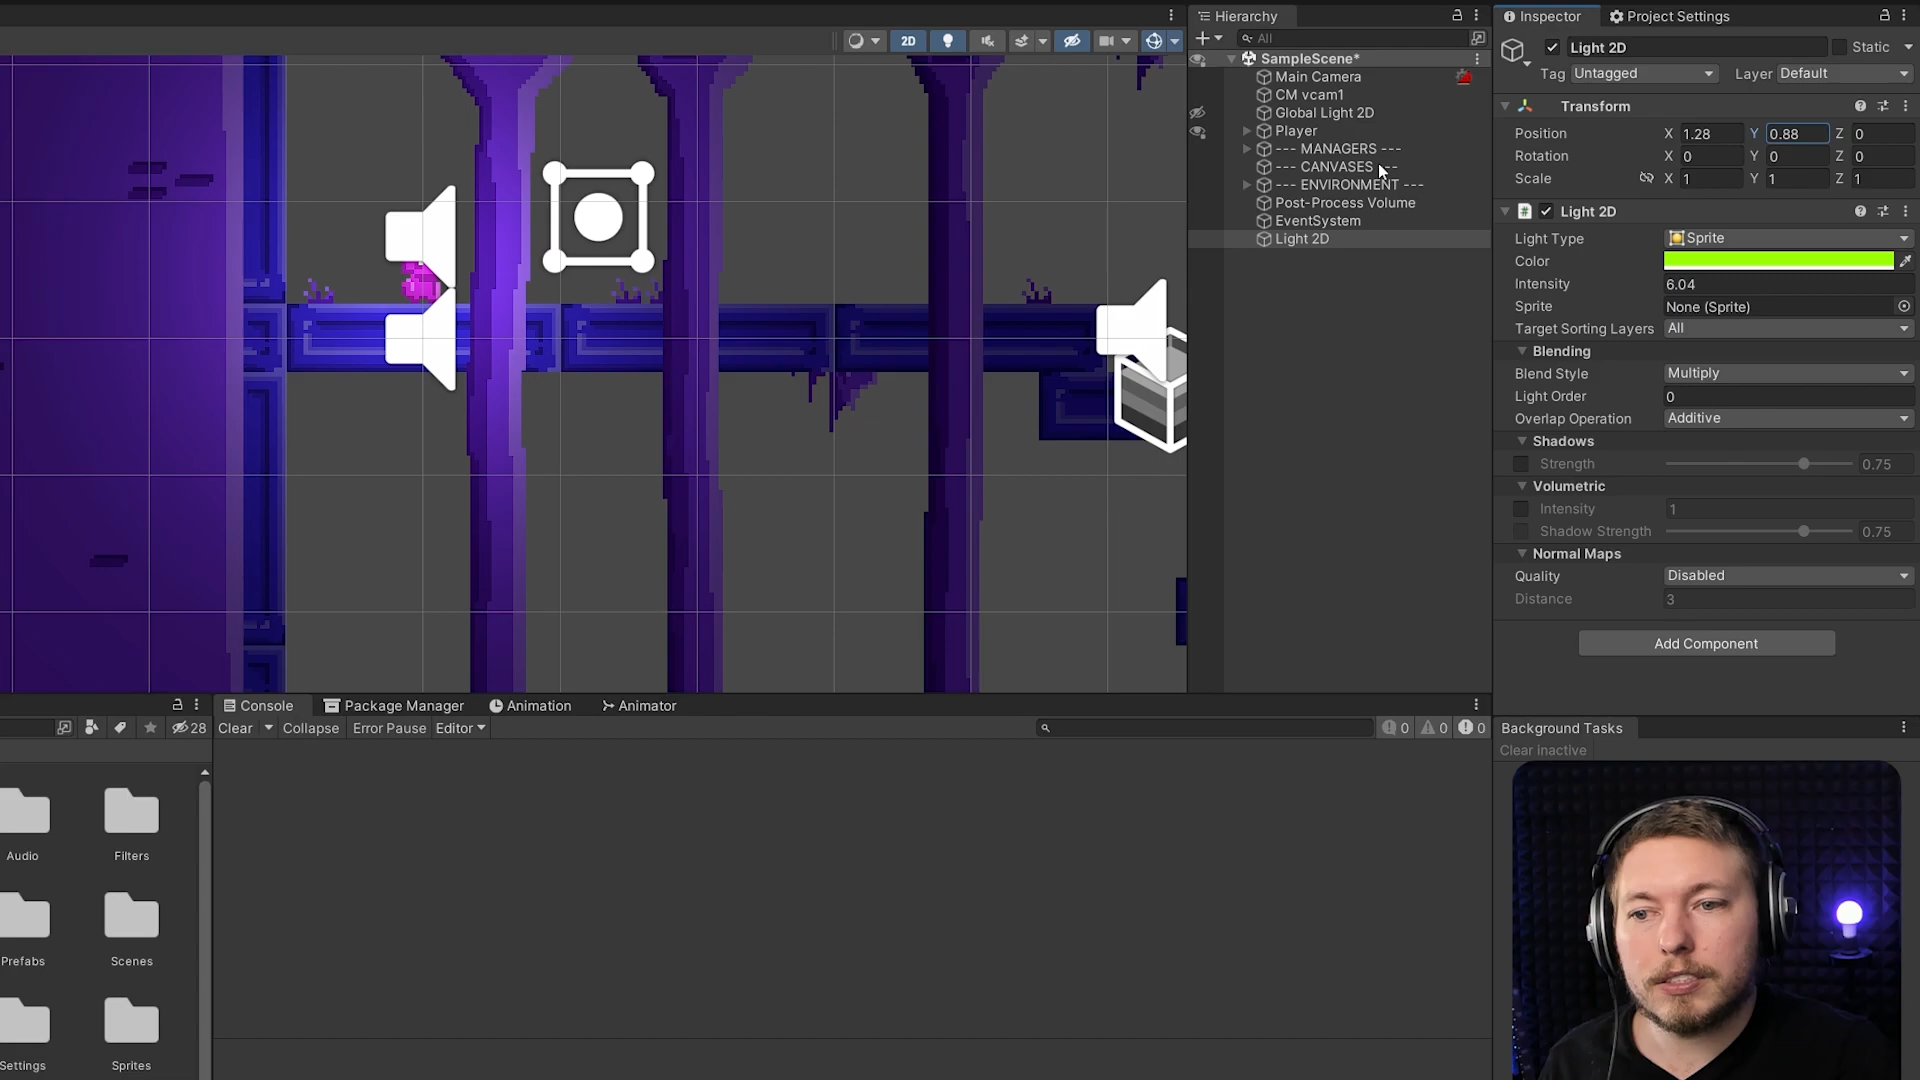 Hierarchy
Inspector
Project Settings
2D
All
Light 2D
Static
Tag Untagged
Layer Default
SampleScene*
Main Camera
CM vcam1
Global Light 2D
Player
--- MANAGERS ---
--- CANVASES ---
--- ENVIRONMENT ---
Post-Process Volume
EventSystem
Light 2D
Transform
Position X 1.28 Y 0.88 Z 0
Rotation X 0 Y 0 Z 0
Scale X 1 Y 1 Z 1
# Light 2D
Light Type Sprite
Color
Intensity 6.04
Sprite None (Sprite)
Target Sorting Layers All
Blending
Blend Style Multiply
Light Order 0
Overlap Operation Additive
Shadows
Strength 0.75
Volumetric
Intensity 1
Shadow Strength 0.75
Normal Maps
Quality Disabled
Distance 3
Add Component
Console
Package Manager
Animation
Animator
28
Clear
Collapse
Error Pause
Editor
0
0
0
Background Tasks
Clear inactive
Audio
Filters
Prefabs
Scenes
Settings
Sprites